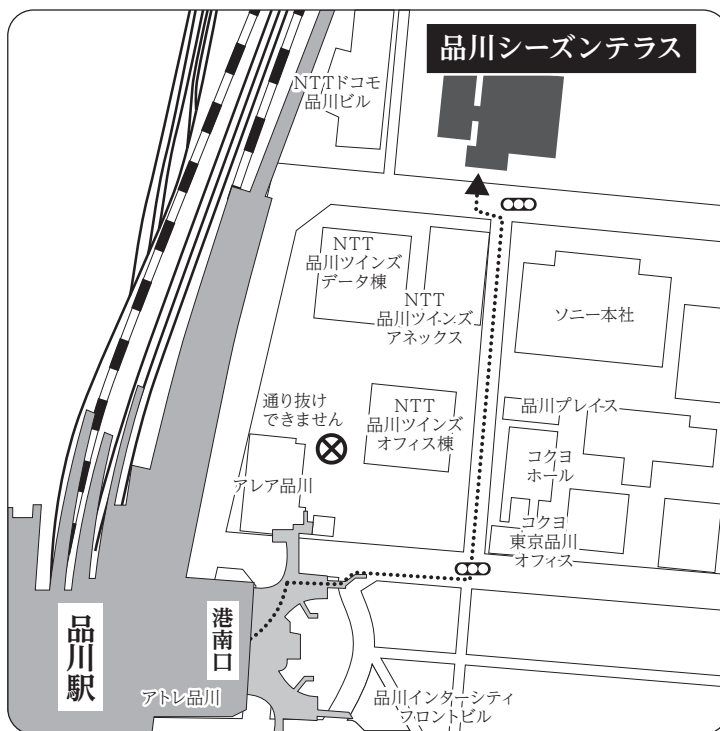 品川シーズンテラス
NTTドコモ
品川ビル
NTT
品川ツインズ
データ棟
NTT
品川ツインズ
アネックス
ソニー本社
通り抜け
できません
NTT
品川ツインズ
オフィス棟
品川プレイス
コクヨ
ホール
アレア品川
コクヨ
東京品川
オフィス
品川駅
港南口
アトレ品川
品川インターシティ
フロントビル